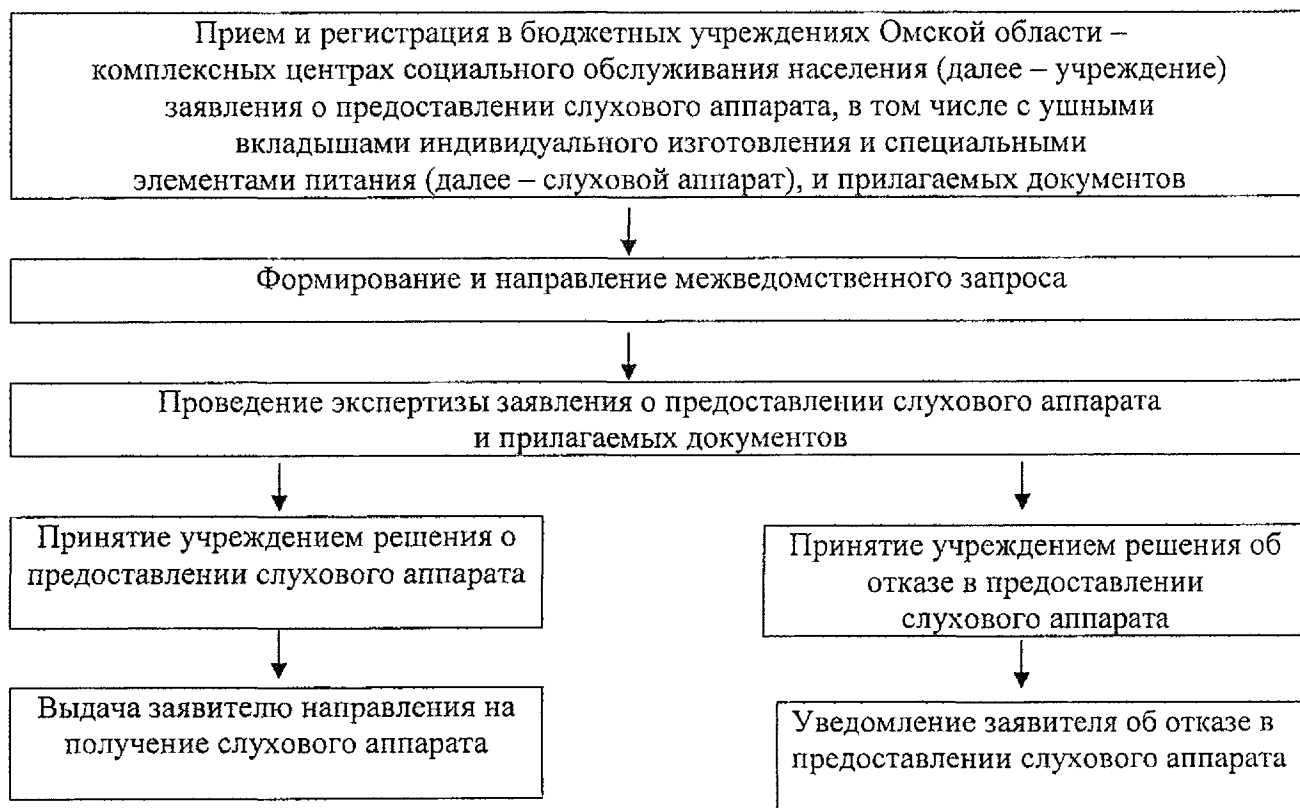 Прием и регистрация в бюджетных учреждениях Омской области –
комплексных центрах социального обслуживания населения (далее – учреждение)
заявления о предоставлении слухового аппарата, в том числе с ушными
вкладышами индивидуального изготовления и специальными
элементами питания (далее – слуховой аппарат), и прилагаемых документов
Формирование и направление межведомственного запроса
Проведение экспертизы заявления о предоставлении слухового аппарата
и прилагаемых документов
Принятие учреждением решения о
предоставлении слухового аппарата
Принятие учреждением решения об
отказе в предоставлении
слухового аппарата
Выдача заявителю направления на
получение слухового аппарата
Уведомление заявителя об отказе в
предоставлении слухового аппарата